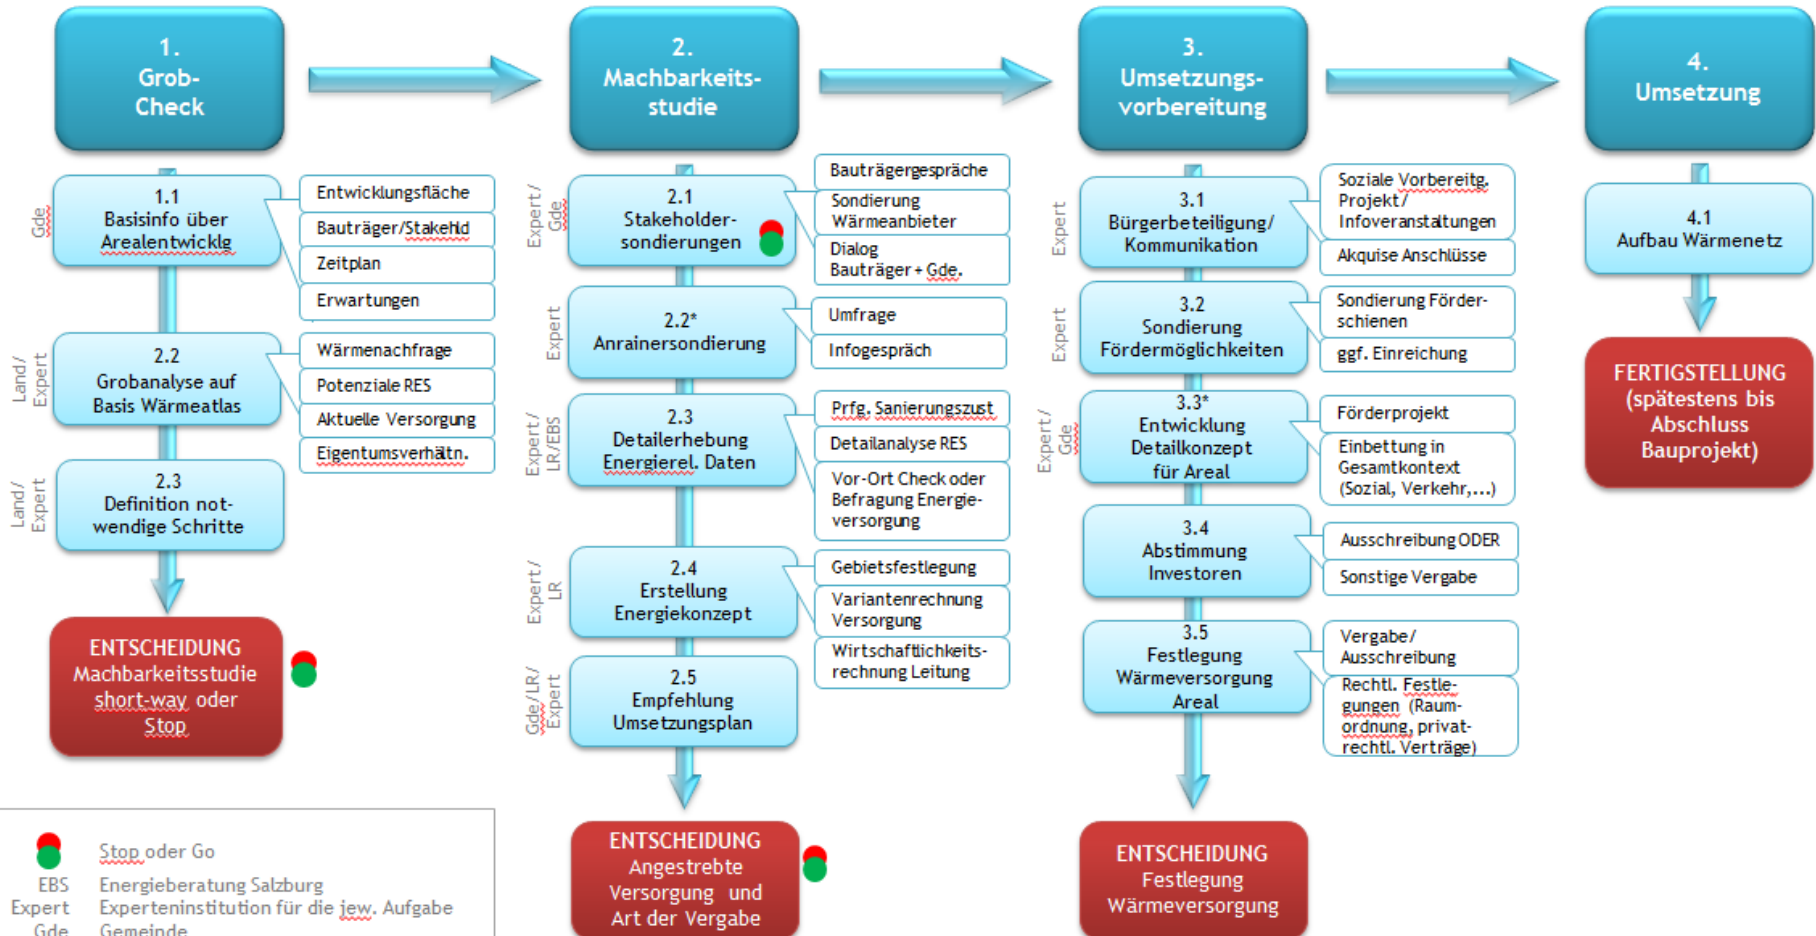 1.
Grob-
Check
Gde
1.1
Basisinfo über
Arealentwicklg
Entwicklungsfläche
Bauträger/Stakehld
Zeitplan
Erwartungen
Land/
Expert
2.2
Grobanalyse auf
Basis Wärmeatlas
Wärmenachfrage
Potenziale RES
Aktuelle Versorgung
Eigentumsverhältn.
Land/
Expert
2.3
Definition not-
wendige Schritte
ENTSCHEIDUNG
Machbarkeitsstudie
short-way oder
Stop
2.
Machbarkeits-
studie
Expert/
Gde
2.1
Stakeholder-
sondierungen
Bauträgergespräche
Sondierung
Wärmeanbieter
Dialog
Bauträger + Gde.
Expert
2.2*
Anrainersondierung
Umfrage
Infogespräch
Expert/
LR/EBS
2.3
Detailerhebung
Energierel. Daten
Prfg. Sanierungszust
Detailanalyse RES
Vor-Ort Check oder
Befragung Energie-
versorgung
Expert/
LR
2.4
Erstellung
Energiekonzept
Gebietsfestlegung
Variantenrechnung
Versorgung
Wirtschaftlichkeits-
rechnung Leitung
Gde/LR/
Expert
2.5
Empfehlung
Umsetzungsplan
ENTSCHEIDUNG
Angestrebte
Versorgung und
Art der Vergabe
3.
Umsetzungs-
vorbereitung
Expert
3.1
Bürgerbeteiligung/
Kommunikation
Soziale Vorbereitg.
Projekt/
Infoveranstaltungen
Akquise Anschlüsse
Expert
3.2
Sondierung
Fördermöglichkeiten
Sondierung Förder-
schienen
ggf. Einreichung
Expert/
Gde
3.3*
Entwicklung
Detailkonzept
für Areal
Förderprojekt
Einbettung in
Gesamtkontext
(Sozial, Verkehr,...)
3.4
Abstimmung
Investoren
Ausschreibung ODER
Sonstige Vergabe
3.5
Festlegung
Wärmeversorgung
Areal
Vergabe/
Ausschreibung
Rechtl. Festle-
gungen (Raum-
ordnung, privat-
rechtl. Verträge)
ENTSCHEIDUNG
Festlegung
Wärmeversorgung
4.
Umsetzung
4.1
Aufbau Wärmenetz
FERTIGSTELLUNG
(spätestens bis
Abschluss
Bauprojekt)
Stop oder Go
EBS Energieberatung Salzburg
Expert Experteninstitution für die jew. Aufgabe
Gde Gemeinde